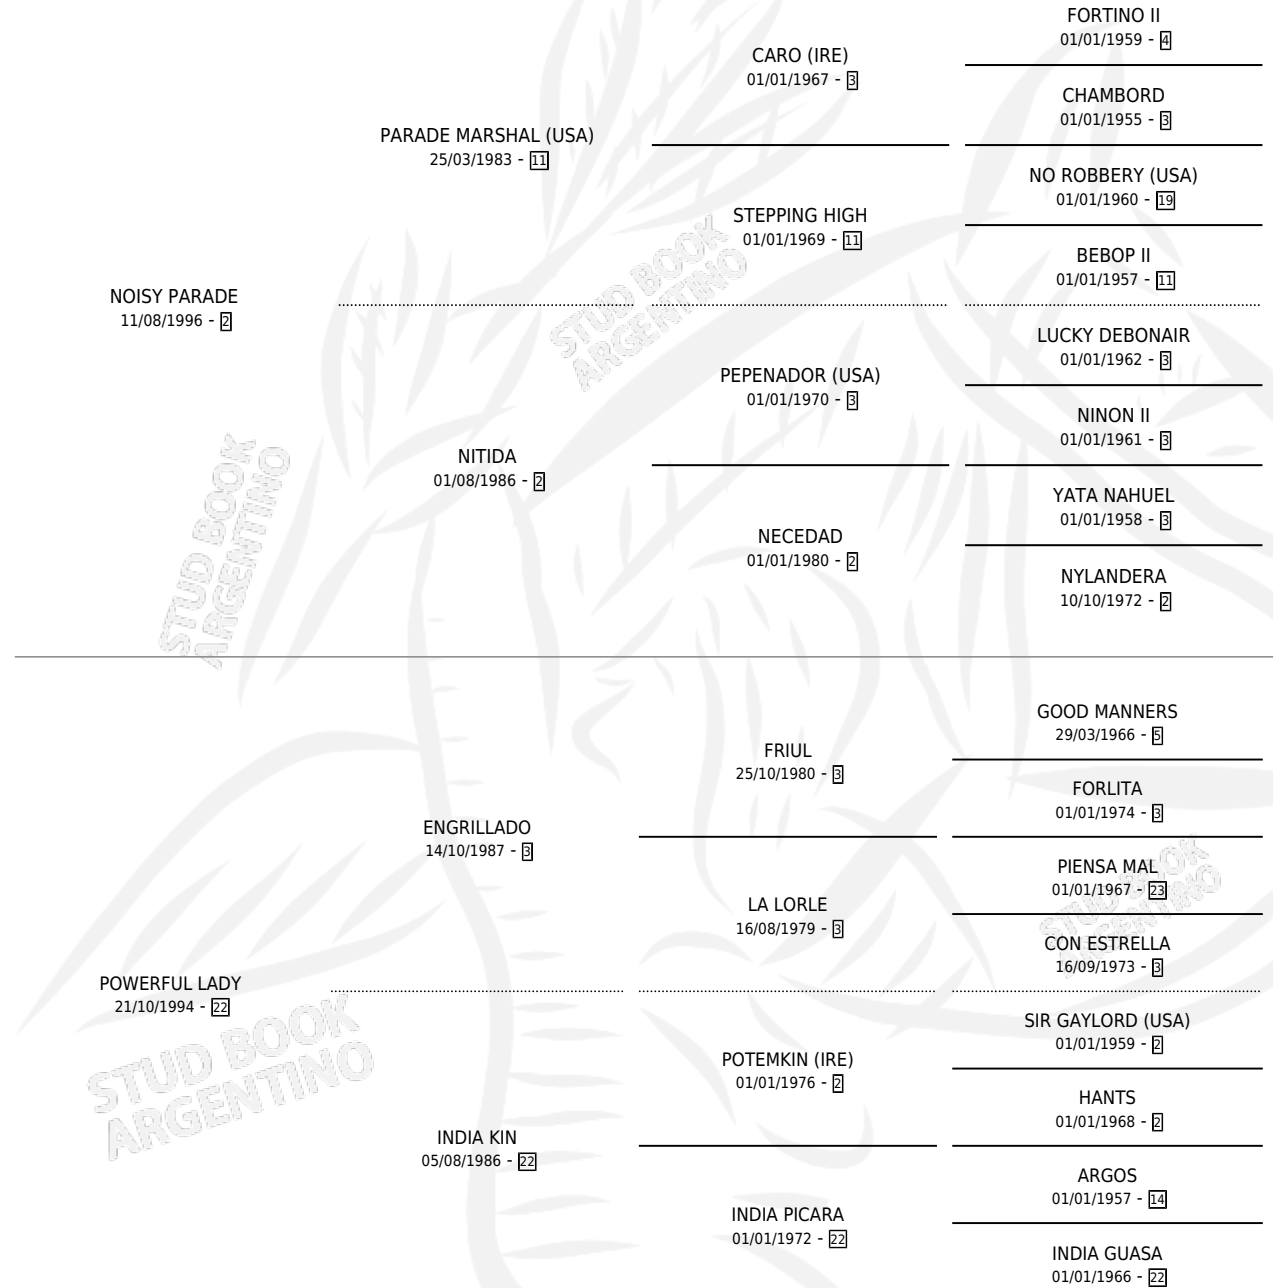 FORTINO II
01/01/1959 - 4
CARO (IRE)
01/01/1967 - 3
CHAMBORD
01/01/1955 - 3
PARADE MARSHAL (USA)
25/03/1983 - 11
NO ROBBERY (USA)
01/01/1960 - 19
STEPPING HIGH
01/01/1969 - 11
BEBOP II
01/01/1957 - 11
NOISY PARADE
11/08/1996 - 2
STUD BOOK
ARGENTINO
LUCKY DEBONAIR
01/01/1962 - 3
PEPENADOR (USA)
01/01/1970 - 3
NINON II
01/01/1961 - 3
NITIDA
01/08/1986 - 2
YATA NAHUEL
01/01/1958 - 3
NECEDAD
01/01/1980 - 2
NYLANDERA
10/10/1972 - 2
STUD BOOK
ARGENTINO
GOOD MANNERS
29/03/1966 - 5
FRIUL
25/10/1980 - 3
FORLITA
01/01/1974 - 3
ENGRILLADO
14/10/1987 - 3
PIENSA MAL
01/01/1967 - 23
LA LORLE
16/08/1979 - 3
CON ESTRELLA
16/09/1973 - 3
STUD BOOK
ARGENTINO
POWERFUL LADY
21/10/1994 - 22
SIR GAYLORD (USA)
01/01/1959 - 2
POTEMKIN (IRE)
01/01/1976 - 2
HANTS
01/01/1968 - 2
STUD BOOK
ARGENTINO
INDIA KIN
05/08/1986 - 22
ARGOS
01/01/1957 - 14
INDIA PICARA
01/01/1972 - 22
INDIA GUASA
01/01/1966 - 22